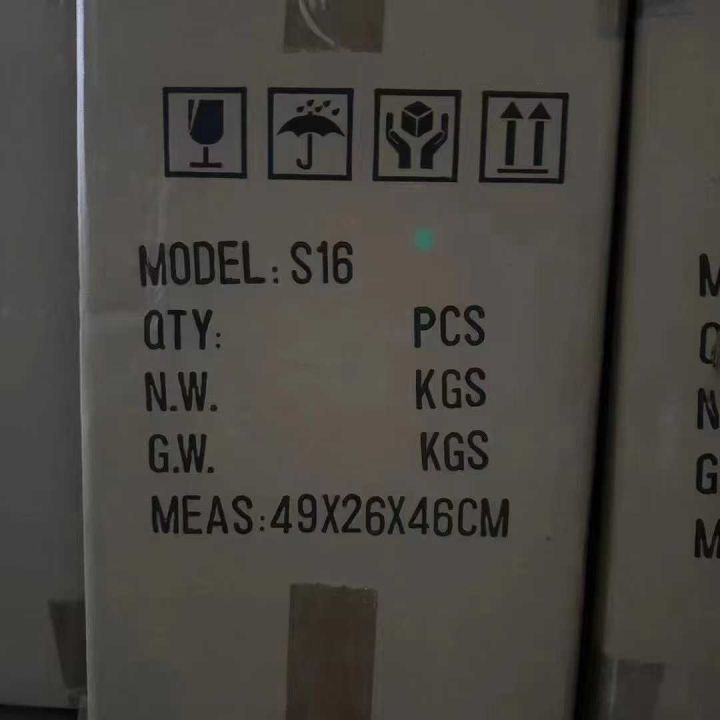 MODEL: S16
QTY: PCS
N.W. KGS
G.W. KGS
MEAS:49X26X46CM
M
Q
N
G
M